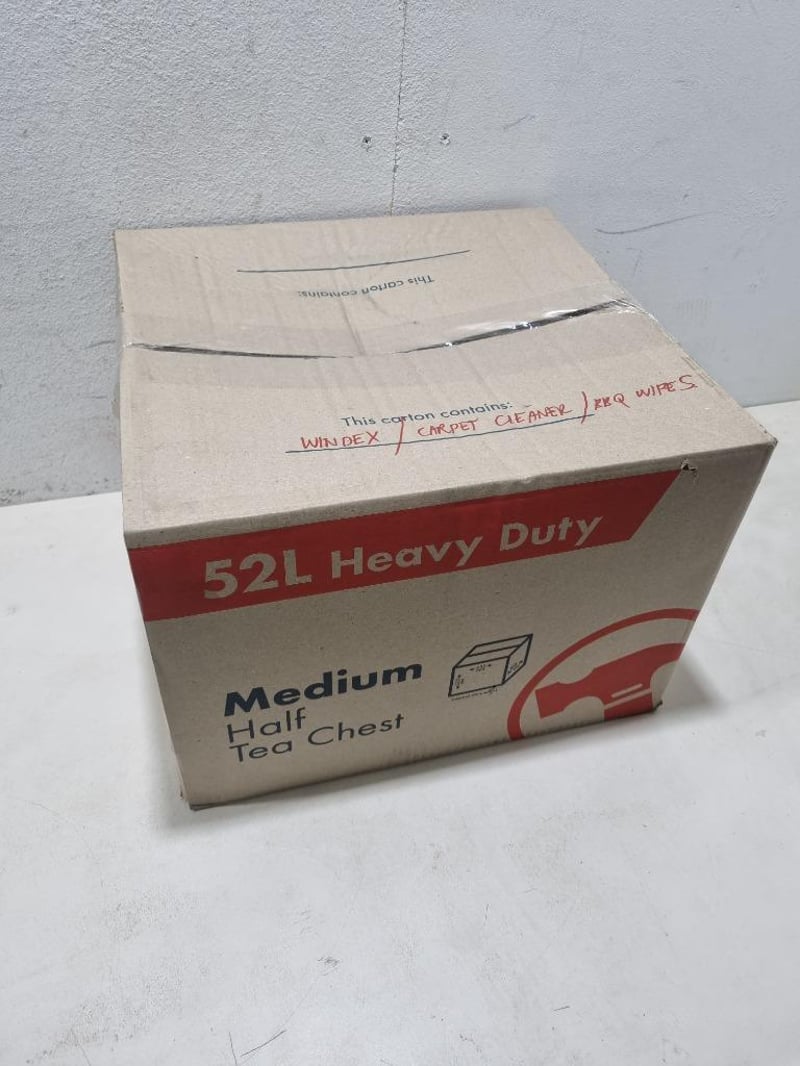 This carton contains:
This carton contains:
WINDEX / CARPET CLEANER / BBQ WIPES
52L Heavy Duty
Medium
Half
Tea Chest